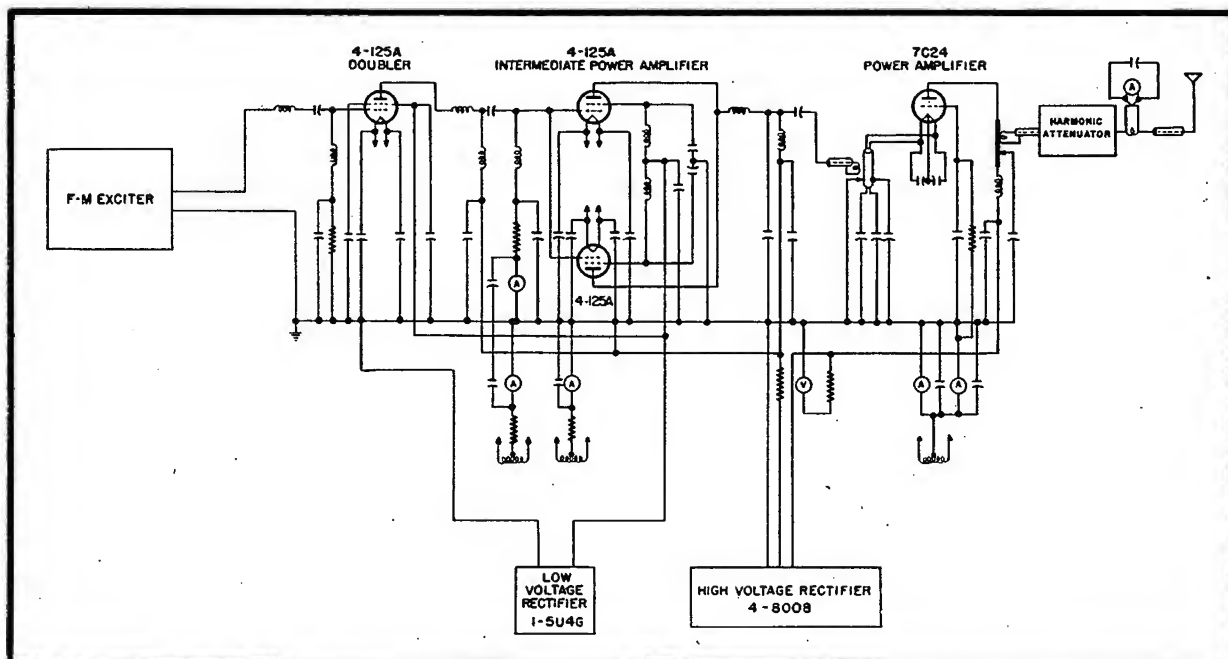 4-125A
DOUBLER
4-125A
INTERMEDIATE POWER AMPLIFIER
7C24
POWER AMPLIFIER
A
HARMONIC
ATTENUATOR
F-M EXCITER
A
4-125A
A
A
V
A
A
LOW
VOLTAGE
RECTIFIER
1-5U4G
HIGH VOLTAGE RECTIFIER
4-8008